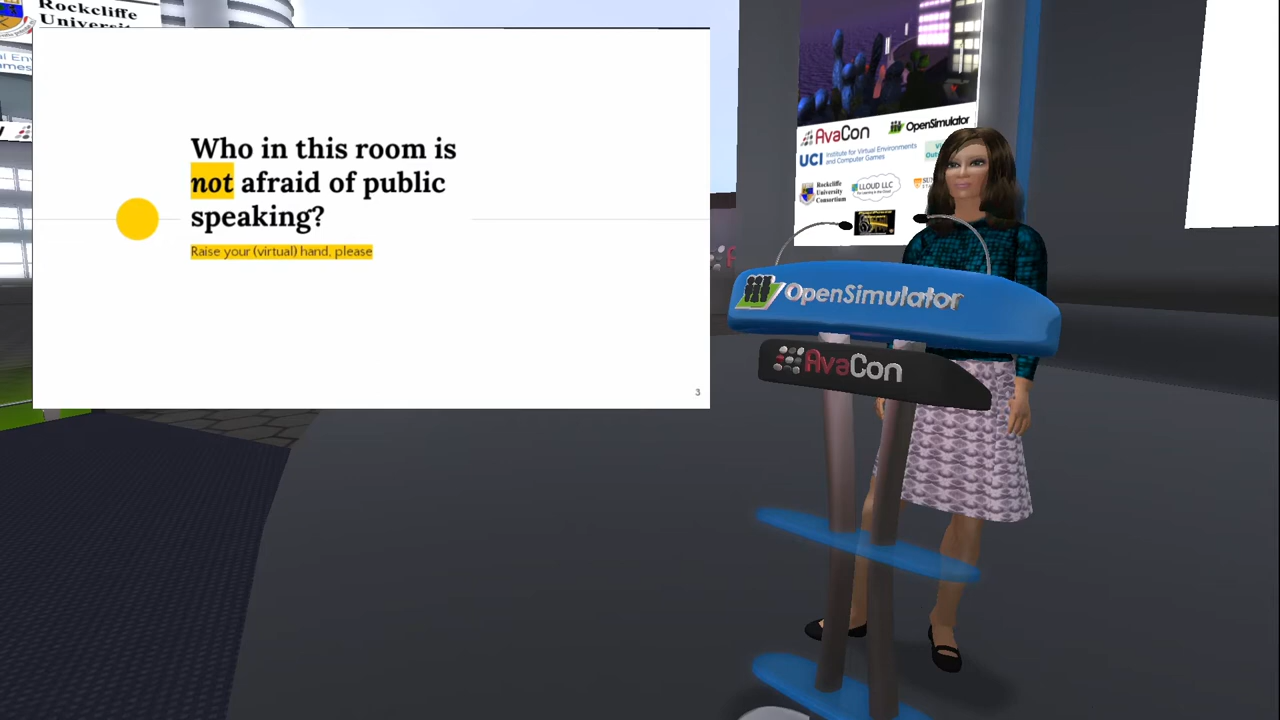 Rockcliffe
University
Who in this room is
not afraid of public
speaking?
Raise your (virtual) hand, please
3
AvaCon
OpenSimulator
UCI Institute for Virtual Environments
and Computer Games
Rockcliffe
University
Consortium
LLOUD LLC
OpenSimulator
AvaCon